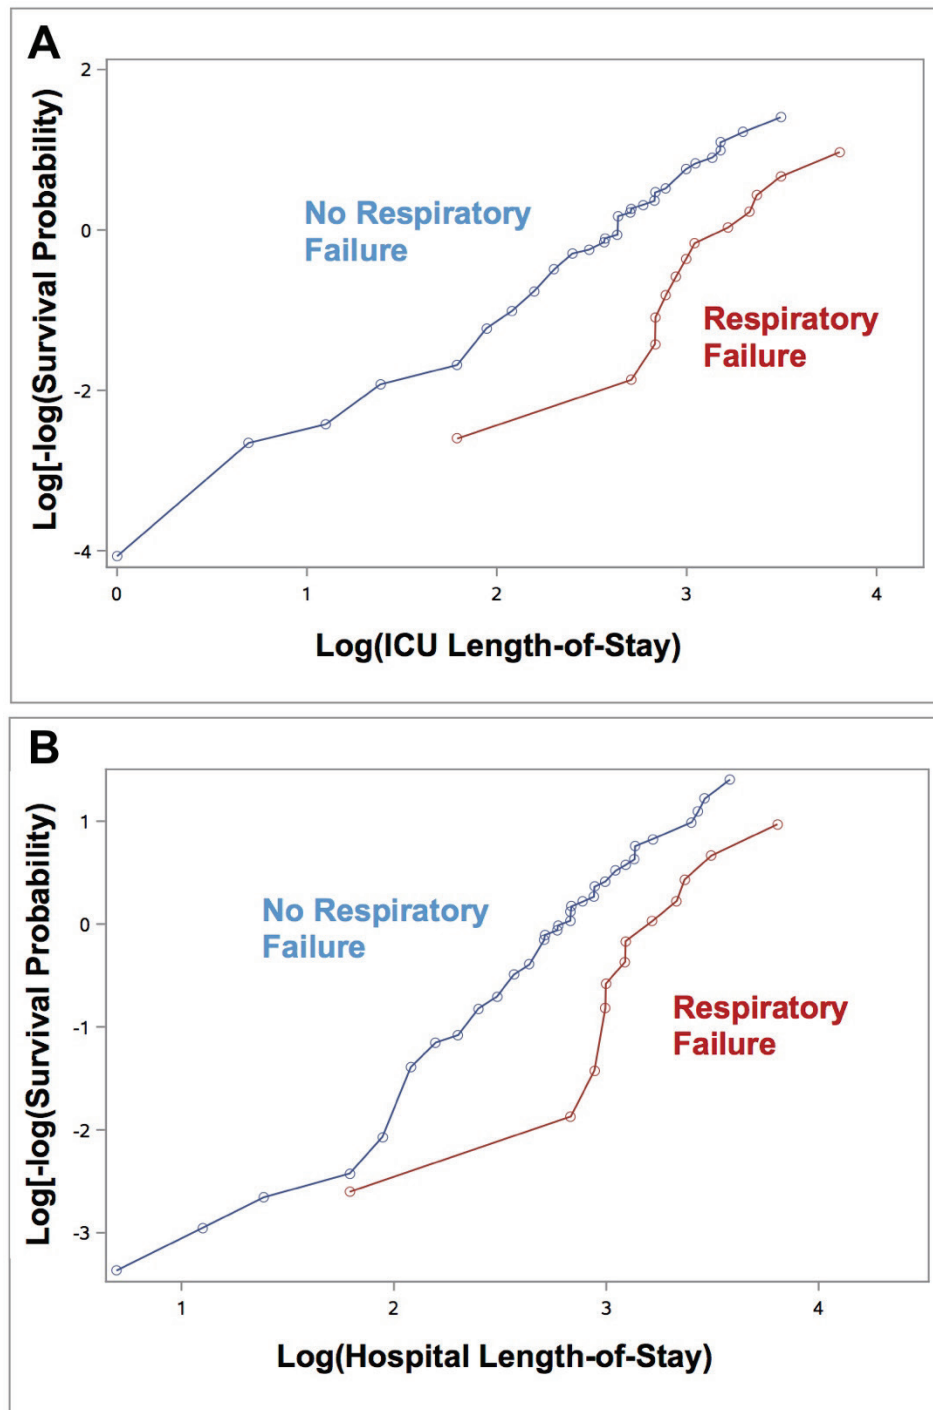 A
2
0
-2
-4
0
1
2
3
4
Log[-log(Survival Probability)
No Respiratory
Failure
Respiratory
Failure
Log(ICU Length-of-Stay)
B
1
0
-1
-2
-3
1
2
3
4
Log[-log(Survival Probability)
No Respiratory
Failure
Respiratory
Failure
Log(Hospital Length-of-Stay)